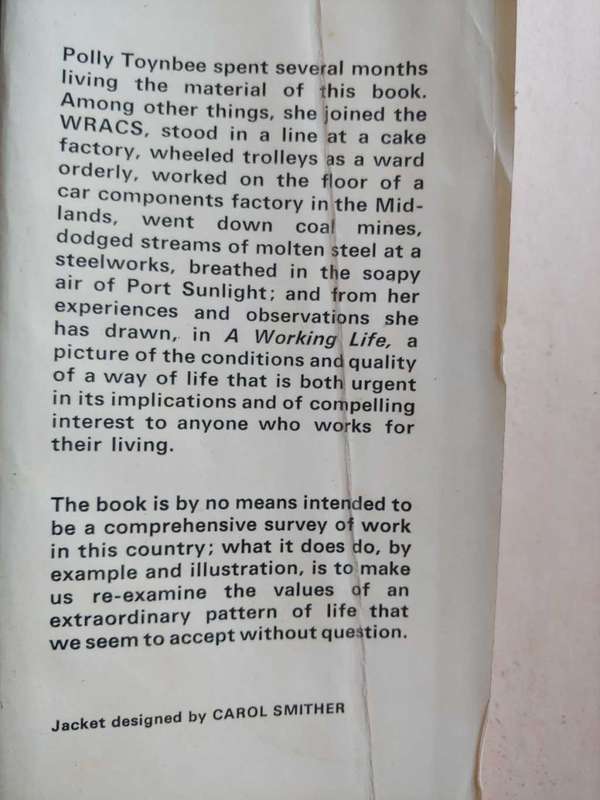 Polly Toynbee spent several months
living the material of this book.
Among other things, she joined the
WRACS, stood in a line at a cake
factory, wheeled trolleys as a ward
orderly, worked on the floor of a
car components factory in the Mid-
lands, went down coal mines,
dodged streams of molten steel at a
steelworks, breathed in the soapy
air of Port Sunlight; and from her
experiences and observations she
has drawn, in A Working Life, a
picture of the conditions and quality
of a way of life that is both urgent
in its implications and of compelling
interest to anyone who works for
their living.
The book is by no means intended to
be a comprehensive survey of work
in this country; what it does do, by
example and illustration, is to make
us re-examine the values of an
extraordinary pattern of life that
we seem to accept without question.
Jacket designed by CAROL SMITHER